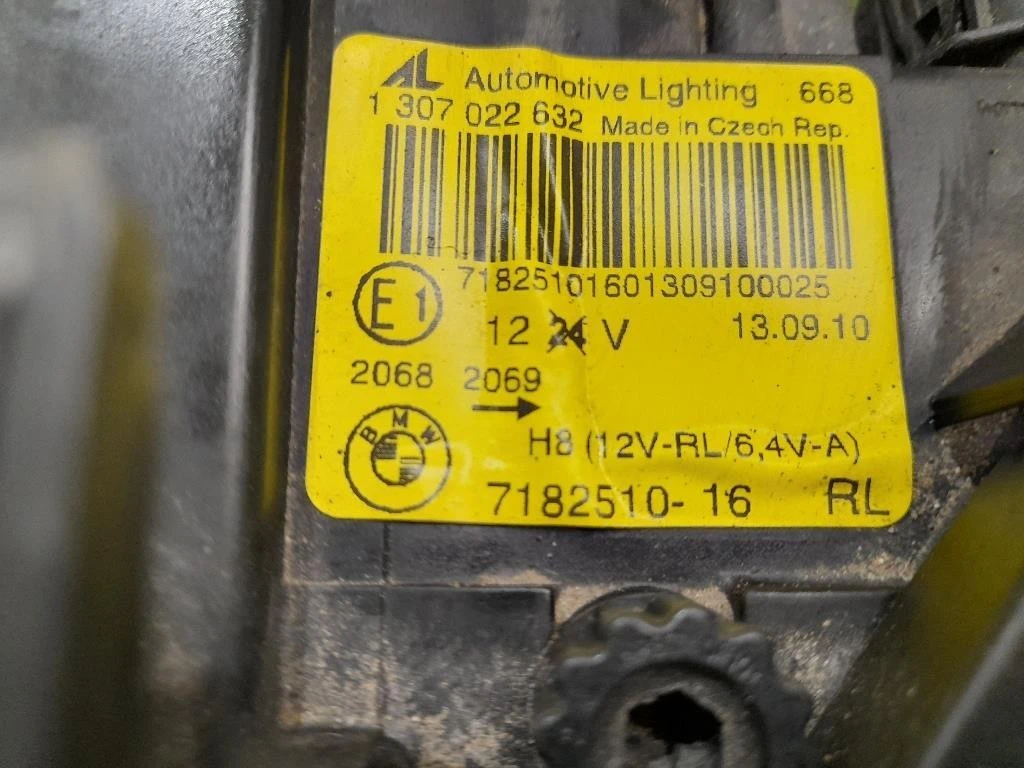 AL Automotive Lighting 668
1 307 022 632 Made in Czech Rep.
71825101601309100025
E1
12 24 V 13.09.10
2068 2069
BMW
H8 (12V-RL/6,4V-A)
7182510-16 RL